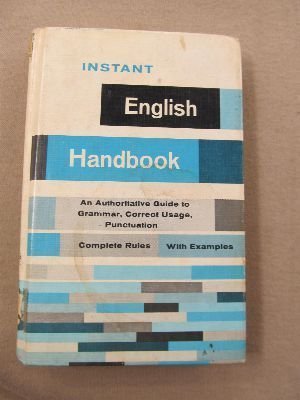 INSTANT
English
Handbook
An Authoritative Guide to
Grammar, Correct Usage,
- Punctuation
Complete Rules With Examples